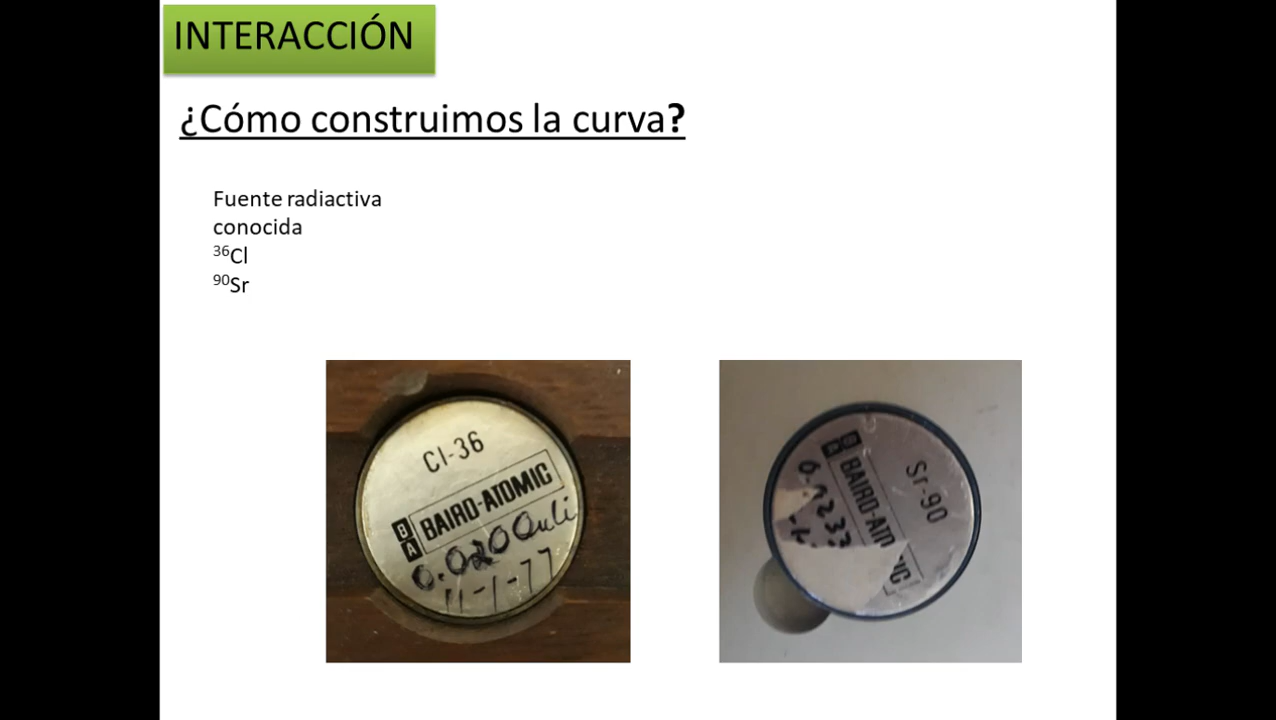 INTERACCIÓN
¿Cómo construimos la curva?
Fuente radiactiva
conocida
³⁶Cl
⁹⁰Sr
Cl-36
BA BAIRD-ATOMIC
0.020
11-1-77
Sr-90
BA BAIRD-ATOMIC